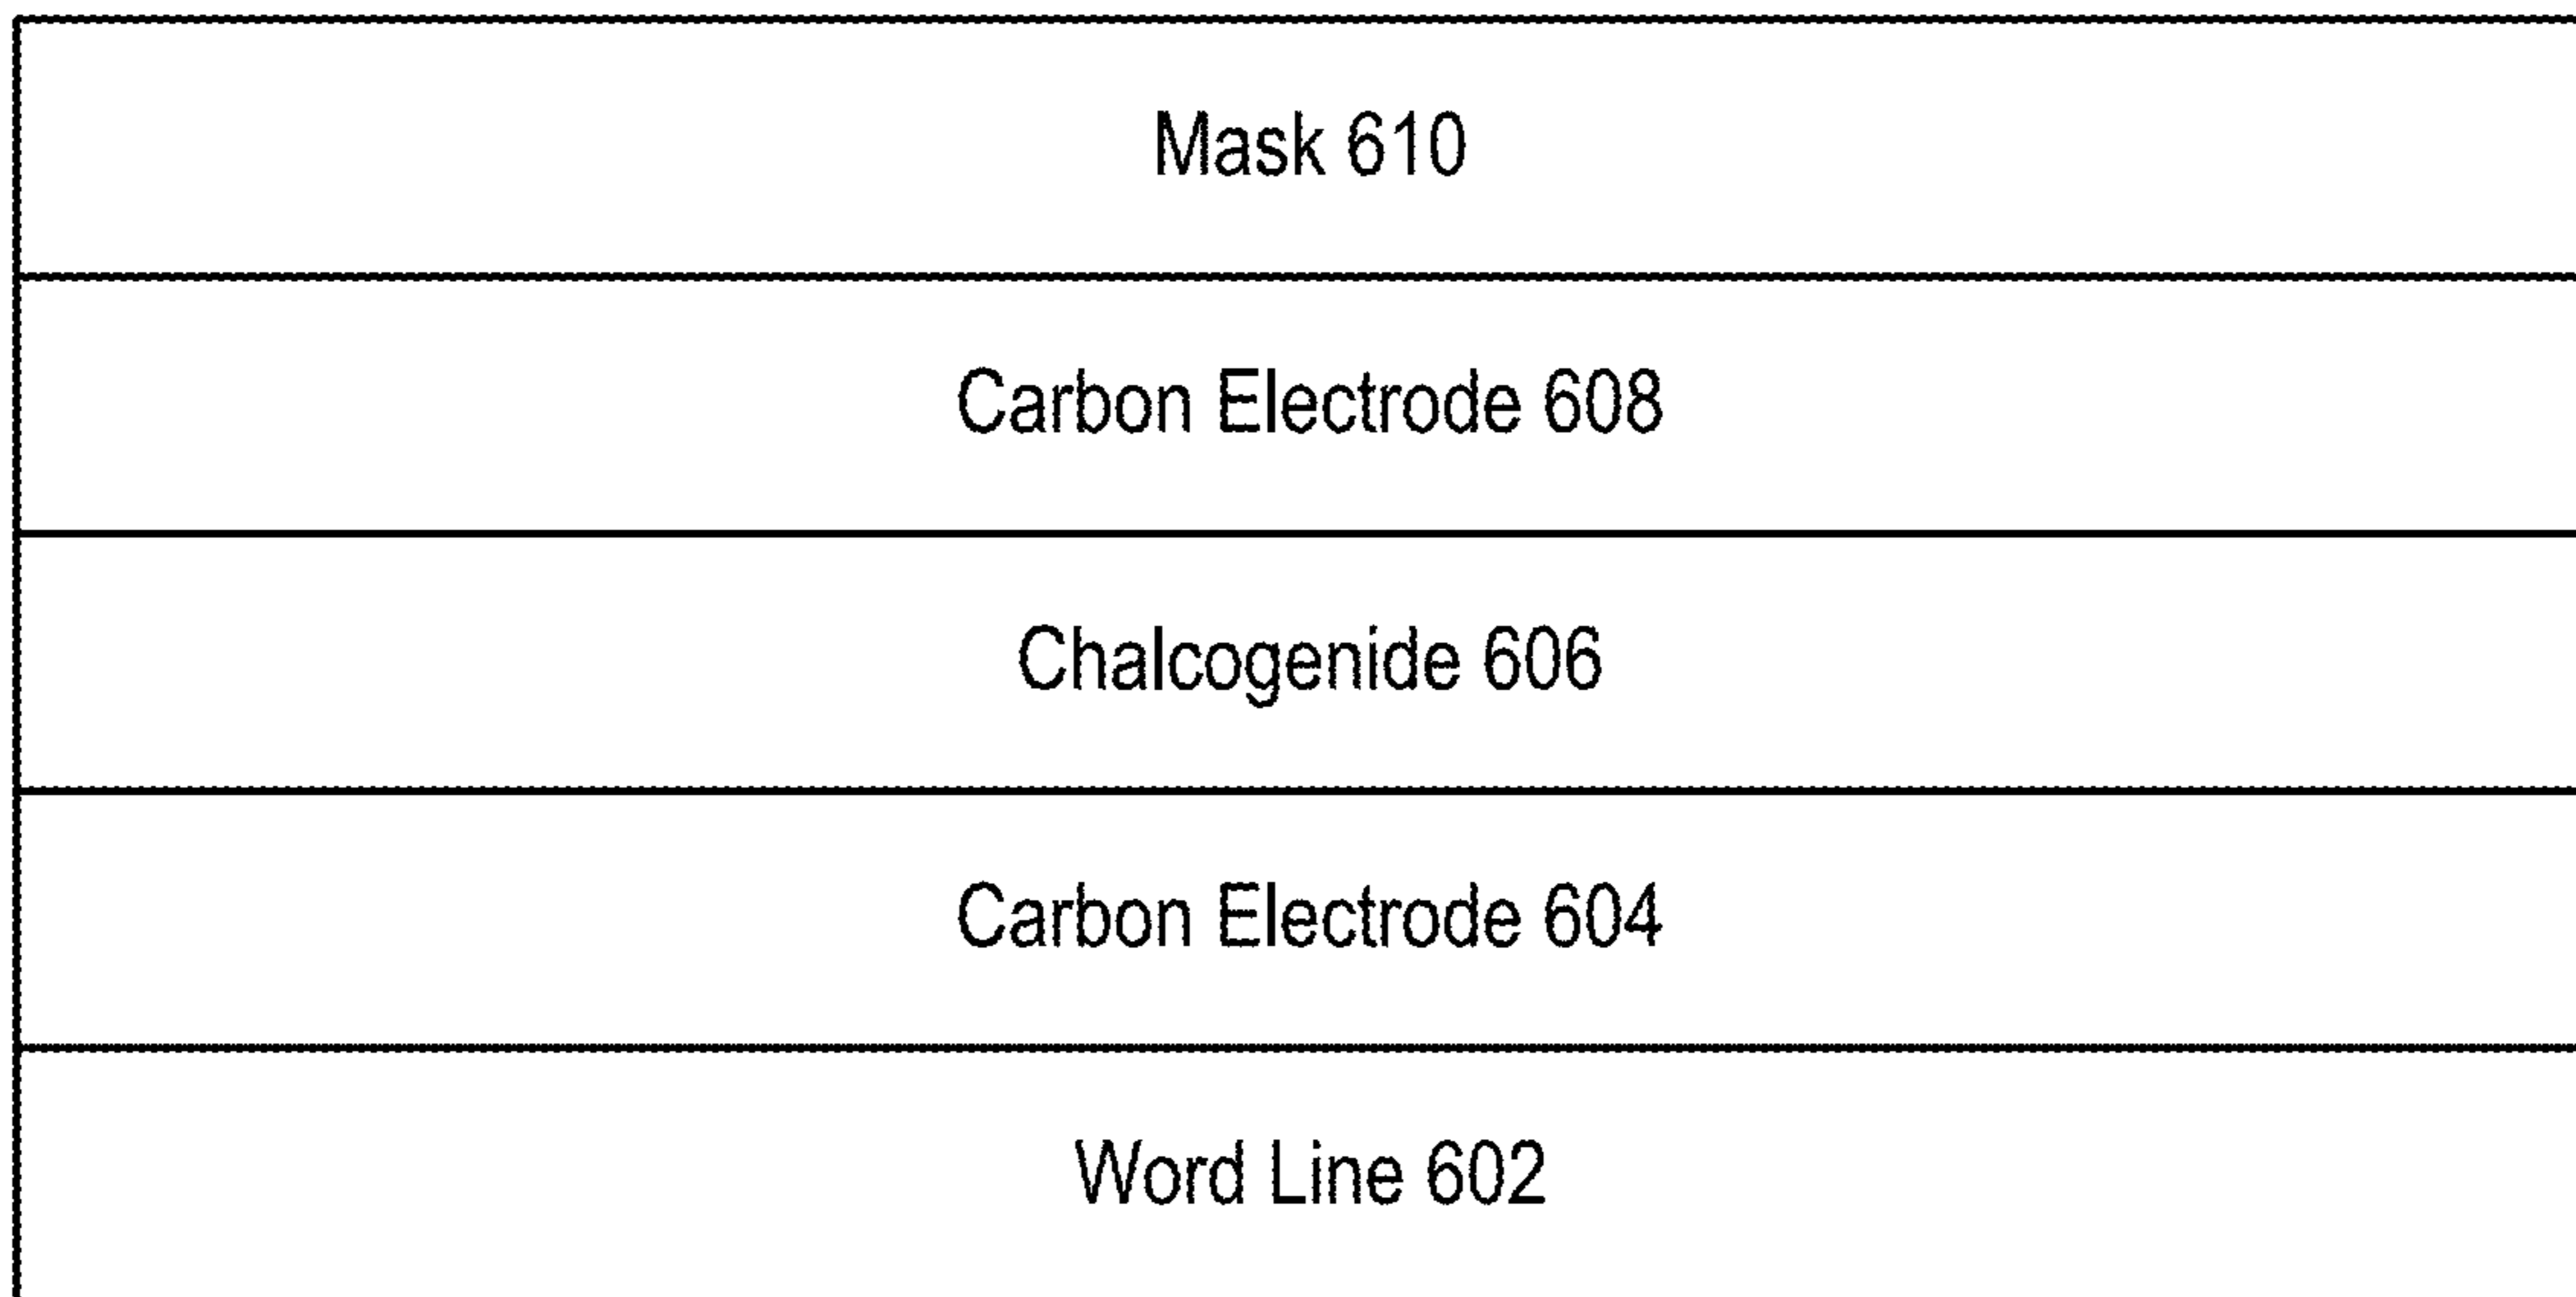 Mask 610
Carbon Electrode 608
Chalcogenide 606
Carbon Electrode 604
Word Line 602